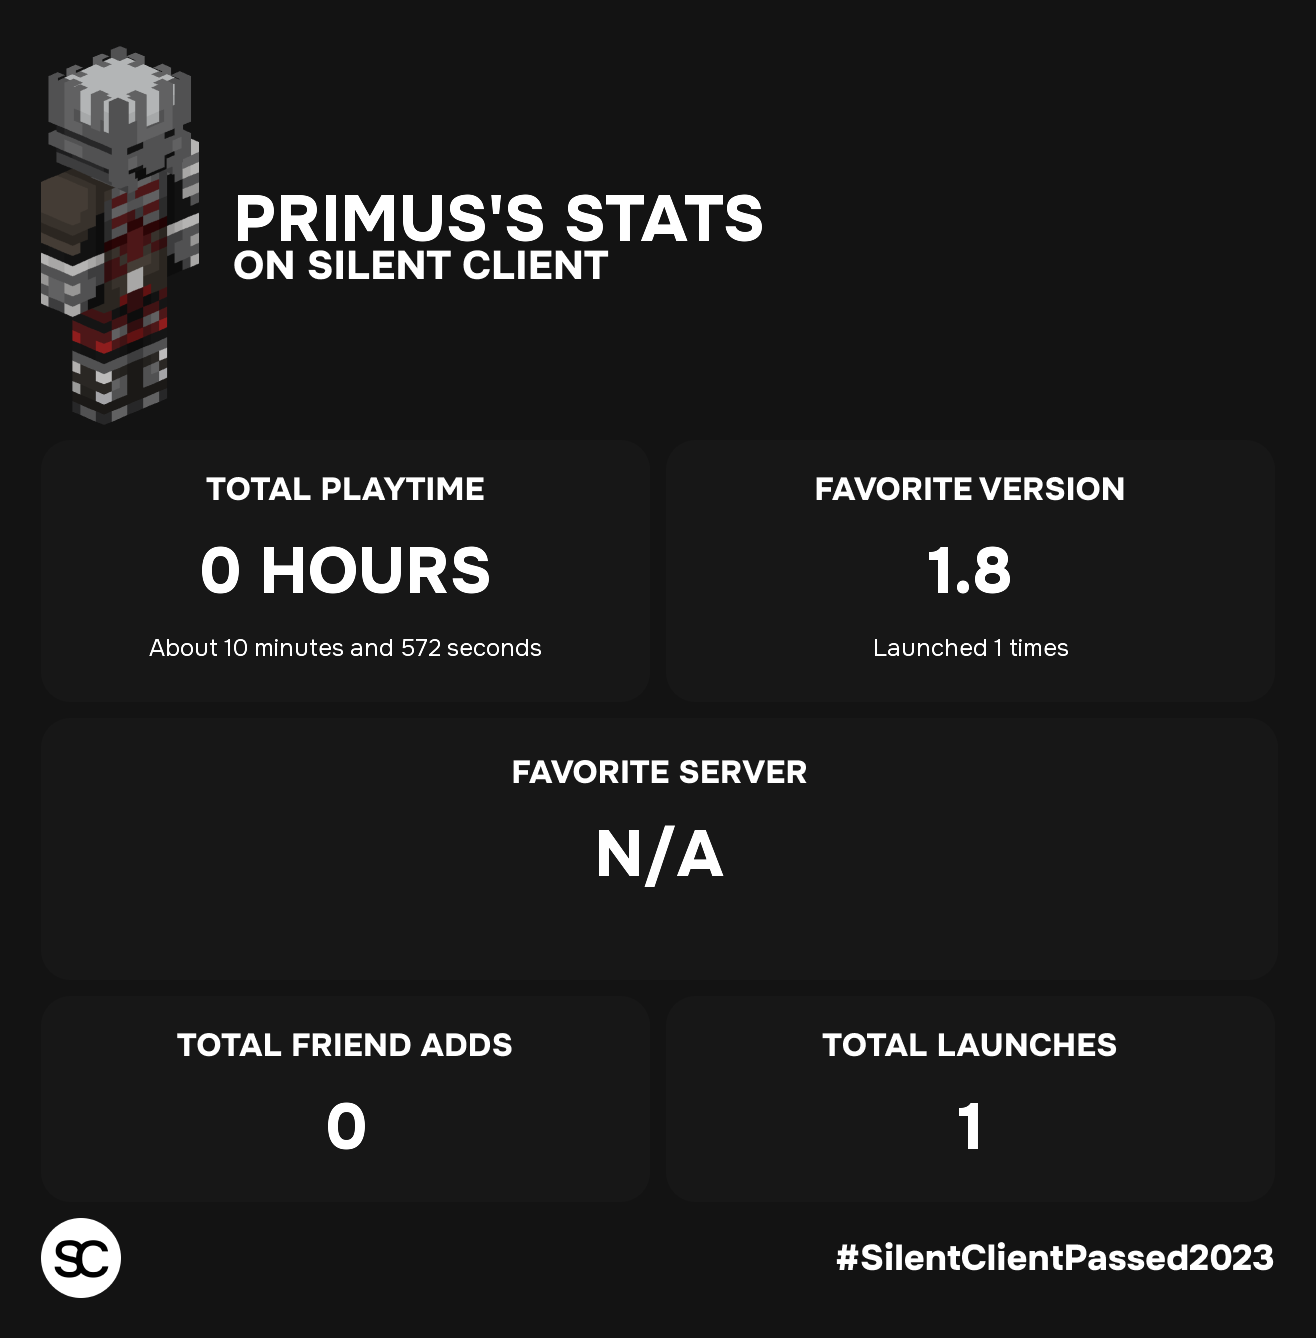 PRIMUS'S STATS
ON SILENT CLIENT
TOTAL PLAYTIME
0 HOURS
About 10 minutes and 572 seconds
FAVORITE VERSION
1.8
Launched 1 times
FAVORITE SERVER
N/A
TOTAL FRIEND ADDS
0
TOTAL LAUNCHES
1
SC
#SilentClientPassed2023